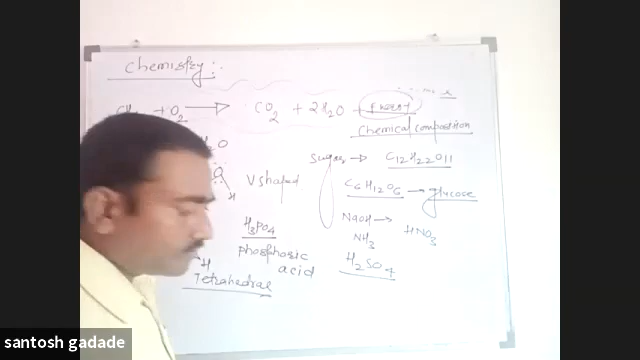 Chemistry :
+ O2 → CO2 + 2H2O + Energy
Chemical composition
H2O
Sugar → C12H22O11
V shaped
C6H12O6 → glucose
H
NaOH → HNO3
H3PO4
NH3
phosphoric acid
H2SO4
H
Tetrahedral
santosh gadade